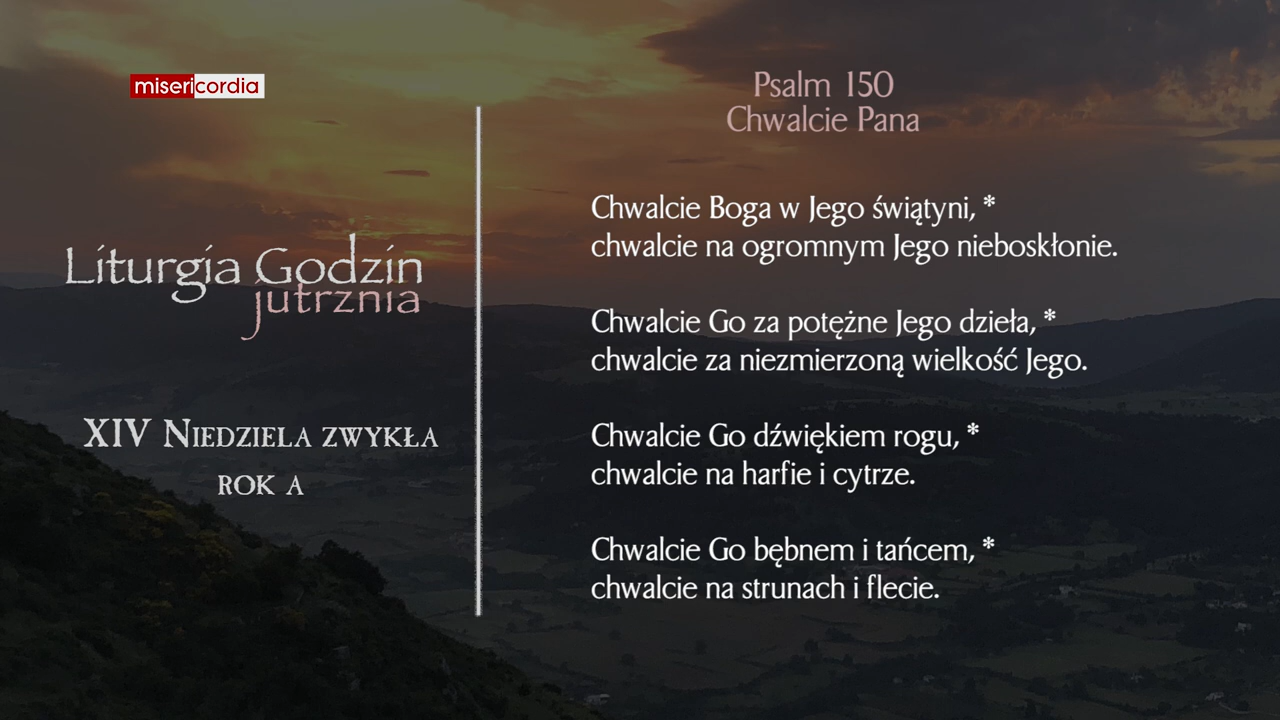 misericordia
Liturgia Godzin
jutrznia
XIV Niedziela zwykła
rok A
Psalm 150
Chwalcie Pana
Chwalcie Boga w Jego świątyni, *
chwalcie na ogromnym Jego nieboskłonie.
Chwalcie Go za potężne Jego dzieła, *
chwalcie za niezmierzoną wielkość Jego.
Chwalcie Go dźwiękiem rogu, *
chwalcie na harfie i cytrze.
Chwalcie Go bębnem i tańcem, *
chwalcie na strunach i flecie.